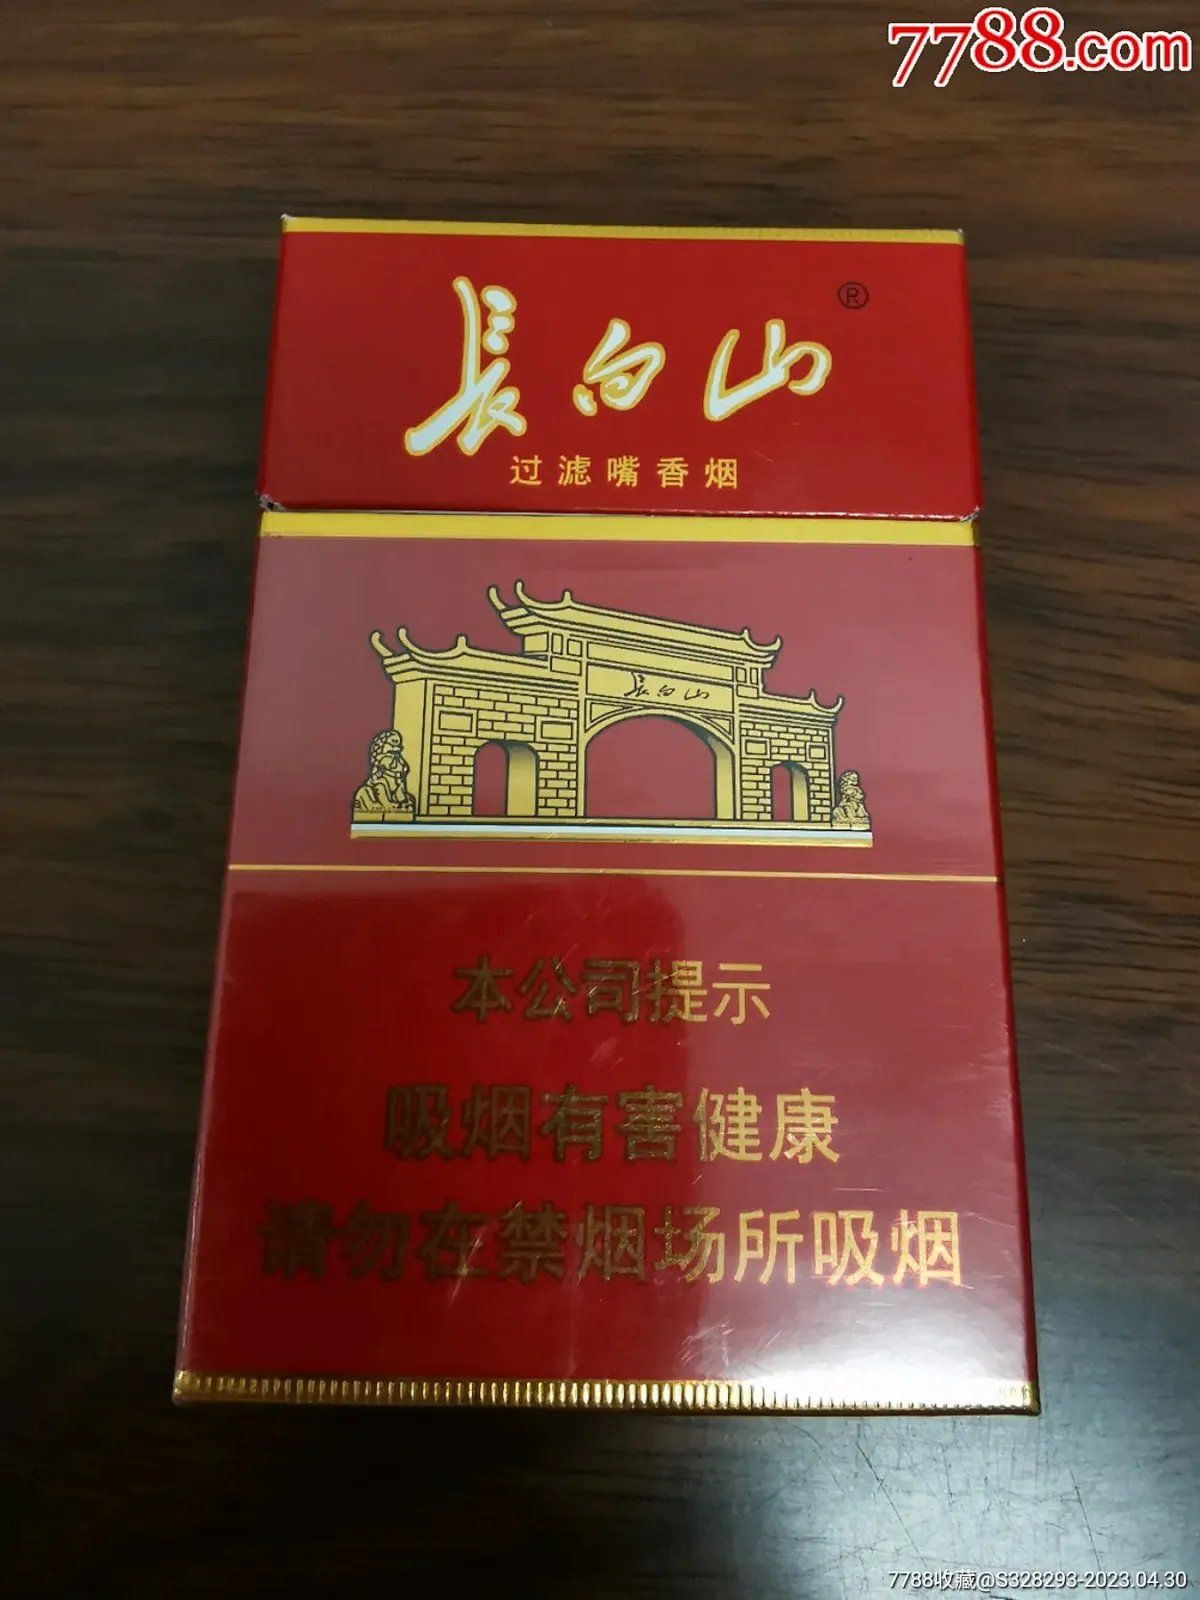 7788.com
長白山®
过滤嘴香烟
長白山
本公司提示
吸烟有害健康
请勿在禁烟场所吸烟
7788收藏@S328293-2023.04.30